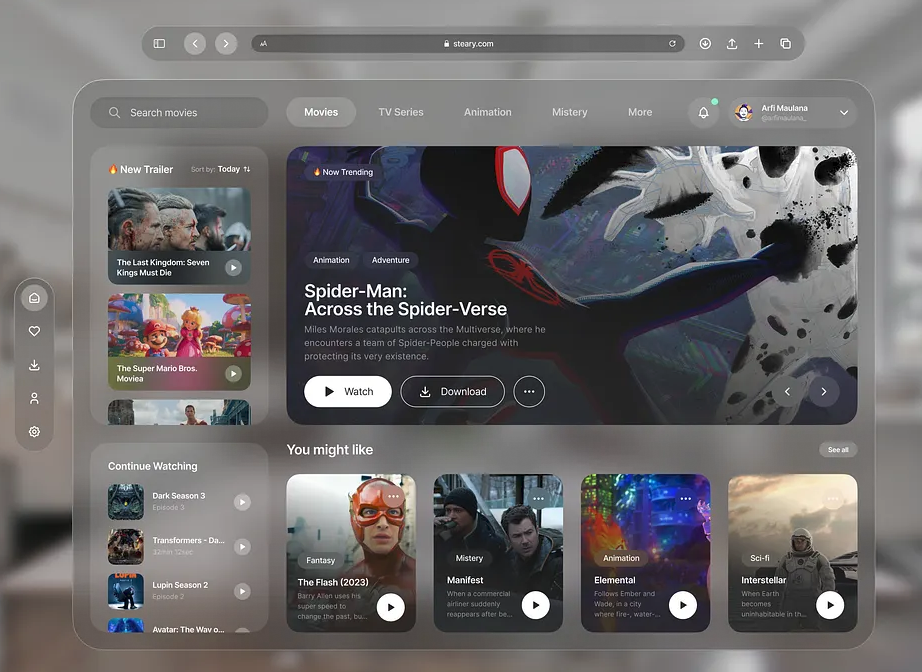 AA
steary.com
Search movies
Movies
TV Series
Animation
Mistery
More
Arfi Maulana
@arfimaulana_
🔥 New Trailer
Sort by: Today
The Last Kingdom: Seven
Kings Must Die
The Super Mario Bros.
Moviea
Continue Watching
Dark Season 3
Episode 3
Transformers - Da...
32min 12sec
LUPIN
Lupin Season 2
Episode 2
Avatar: The Way o...
🔥 Now Trending
Animation
Adventure
Spider-Man:
Across the Spider-Verse
Miles Morales catapults across the Multiverse, where he
encounters a team of Spider-People charged with
protecting its very existence.
Watch
Download
You might like
See all
Fantasy
The Flash (2023)
Barry Allen uses his
super speed to
change the past, bu...
Mistery
Manifest
When a commercial
airliner suddenly
reappears after be...
Animation
Elemental
Follows Ember and
Wade, in a city
where fire-, water-...
Sci-fi
Interstellar
When Earth
becomes
uninhabitable in th...